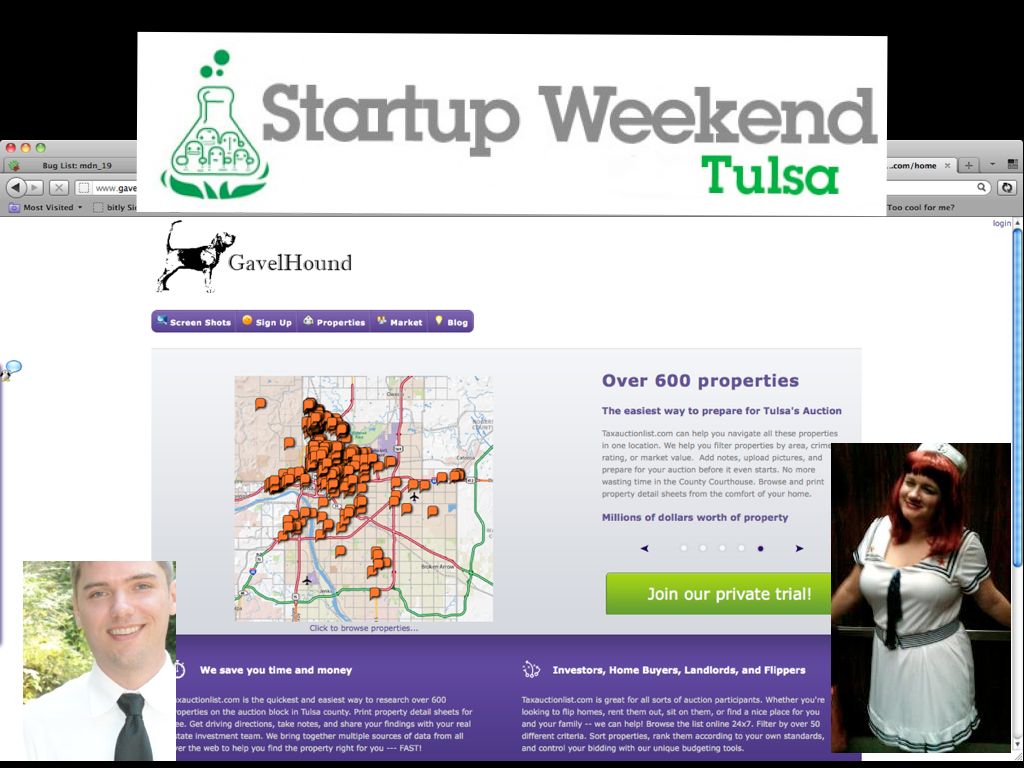 Startup Weekend
Tulsa
Bug List: mdn_19
...com/home
www.gave
Most Visited
bitly
Too cool for me?
login
GavelHound
Screen Shots
Sign Up
Properties
Market
Blog
Over 600 properties
The easiest way to prepare for Tulsa's Auction
Taxauctionlist.com can help you navigate all these properties
in one location. We help you filter properties by area, crime
rating, or market value. Add notes, upload pictures, and
prepare for your auction before it even starts. No more
wasting time in the County Courthouse. Browse and print
property detail sheets from the comfort of your home.
Millions of dollars worth of property
Join our private trial!
Broken Arrow
Click to browse properties...
We save you time and money
axauctionlist.com is the quickest and easiest way to research over 600
operties on the auction block in Tulsa county. Print property detail sheets for
ee. Get driving directions, take notes, and share your findings with your real
state investment team. We bring together multiple sources of data from all
ver the web to help you find the property right for you --- FAST!
Investors, Home Buyers, Landlords, and Flippers
Taxauctionlist.com is great for all sorts of auction participants. Whether you're
looking to flip homes, rent them out, sit on them, or find a nice place for you
and your family -- we can help! Browse the list online 24x7. Filter by over 50
different criteria. Sort properties, rank them according to your own standards,
and control your bidding with our unique budgeting tools.